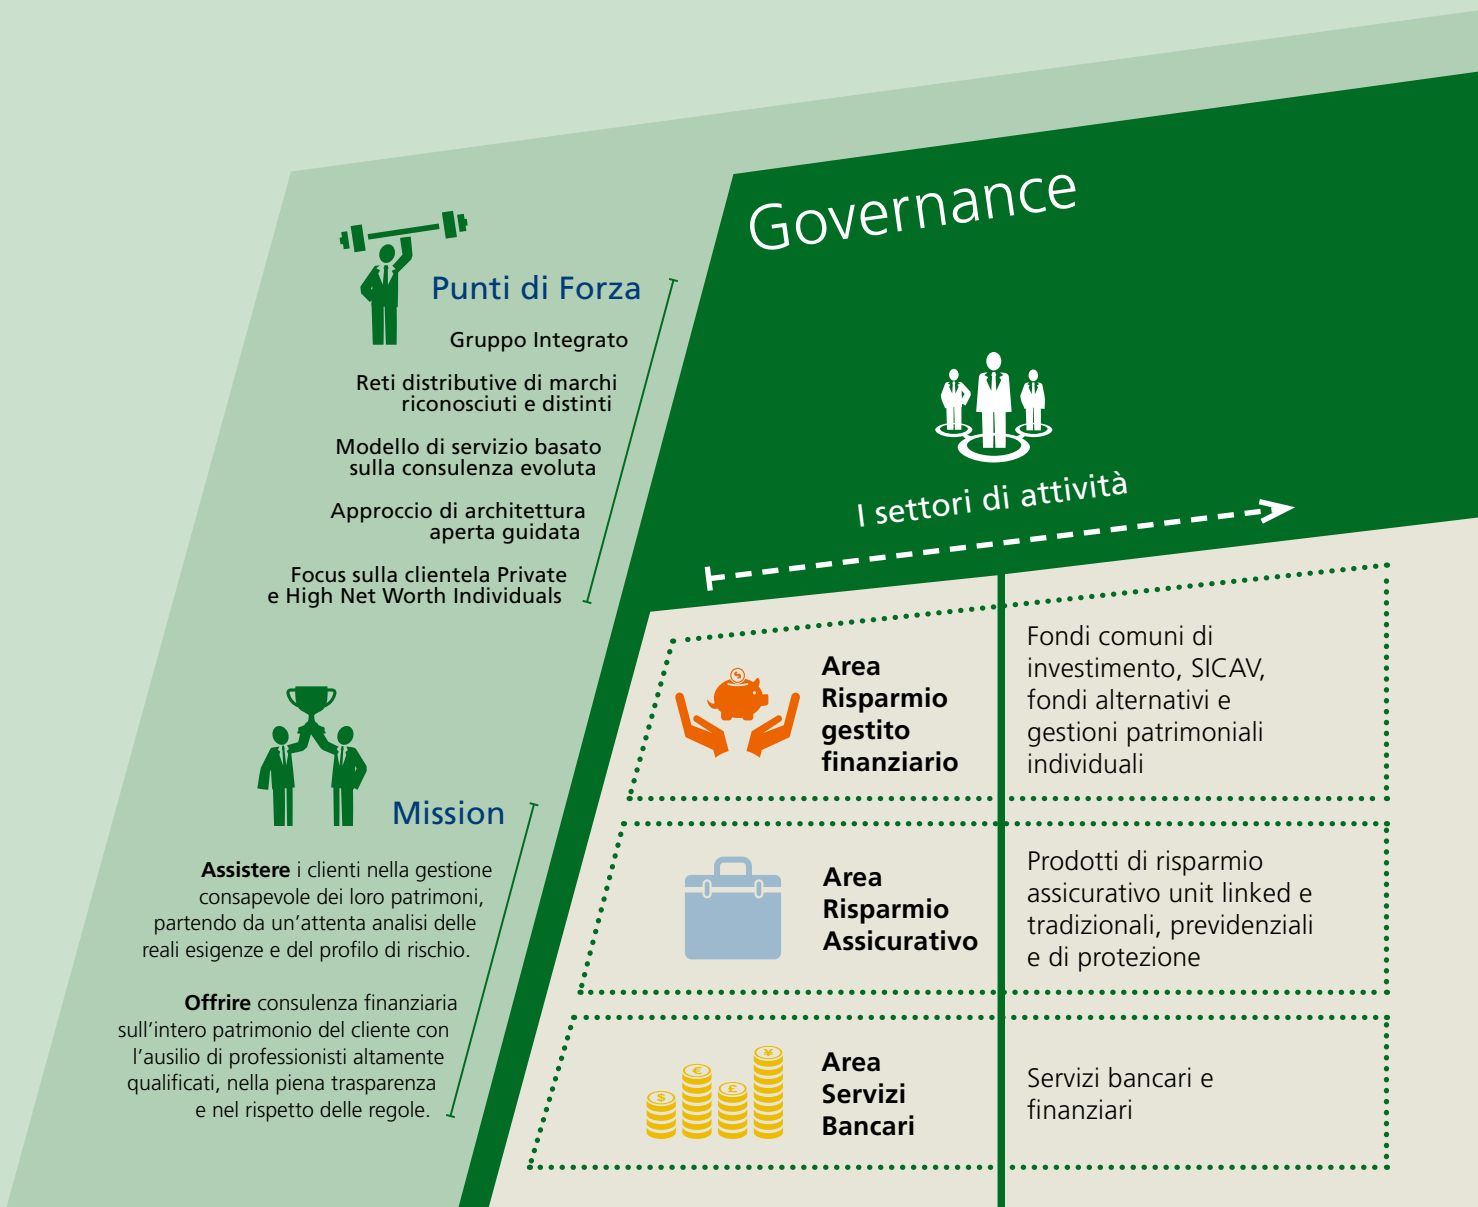 Governance
Punti di Forza
Gruppo Integrato
Reti distributive di marchi
riconosciuti e distinti
Modello di servizio basato
sulla consulenza evoluta
Approccio di architettura
aperta guidata
Focus sulla clientela Private
e High Net Worth Individuals
Mission
Assistere i clienti nella gestione
consapevole dei loro patrimoni,
partendo da un’attenta analisi delle
reali esigenze e del profilo di rischio.
Offrire consulenza finanziaria
sull’intero patrimonio del cliente con
l’ausilio di professionisti altamente
qualificati, nella piena trasparenza
e nel rispetto delle regole.
I settori di attività
Area
Risparmio
gestito
finanziario
Fondi comuni di
investimento, SICAV,
fondi alternativi e
gestioni patrimoniali
individuali
Area
Risparmio
Assicurativo
Prodotti di risparmio
assicurativo unit linked e
tradizionali, previdenziali
e di protezione
$ € £ ¥
Area
Servizi
Bancari
Servizi bancari e
finanziari